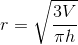 r = \sqrt{\frac{3V}{\pi h}}